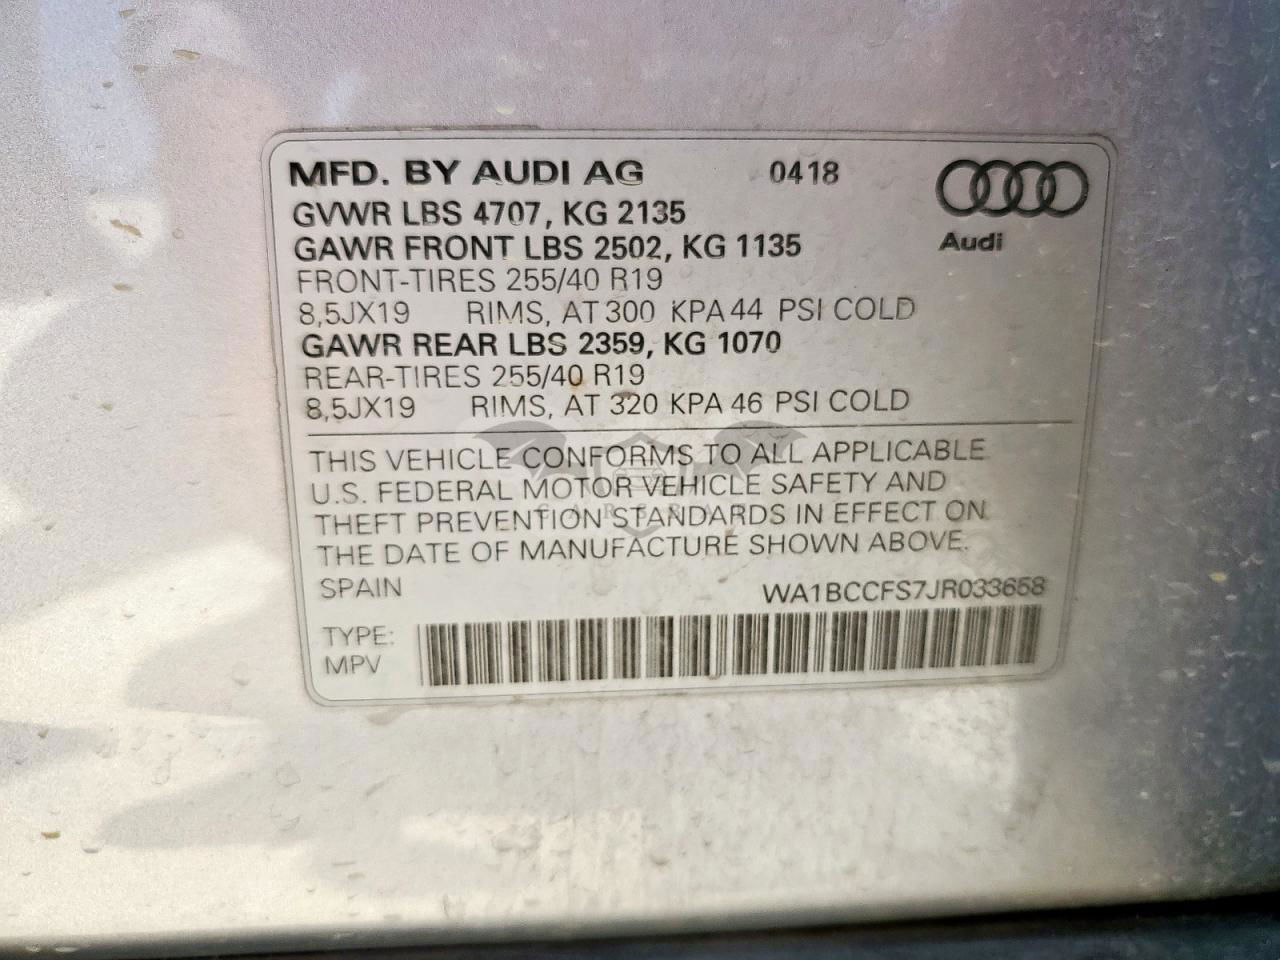 MFD. BY AUDI AG 0418
GVWR LBS 4707, KG 2135
GAWR FRONT LBS 2502, KG 1135
Audi
FRONT-TIRES 255/40 R19
8,5JX19 RIMS, AT 300 KPA 44 PSI COLD
GAWR REAR LBS 2359, KG 1070
REAR-TIRES 255/40 R19
8,5JX19 RIMS, AT 320 KPA 46 PSI COLD
THIS VEHICLE CONFORMS TO ALL APPLICABLE
U.S. FEDERAL MOTOR VEHICLE SAFETY AND
THEFT PREVENTION STANDARDS IN EFFECT ON
THE DATE OF MANUFACTURE SHOWN ABOVE.
SPAIN WA1BCCFS7JR033658
TYPE:
MPV